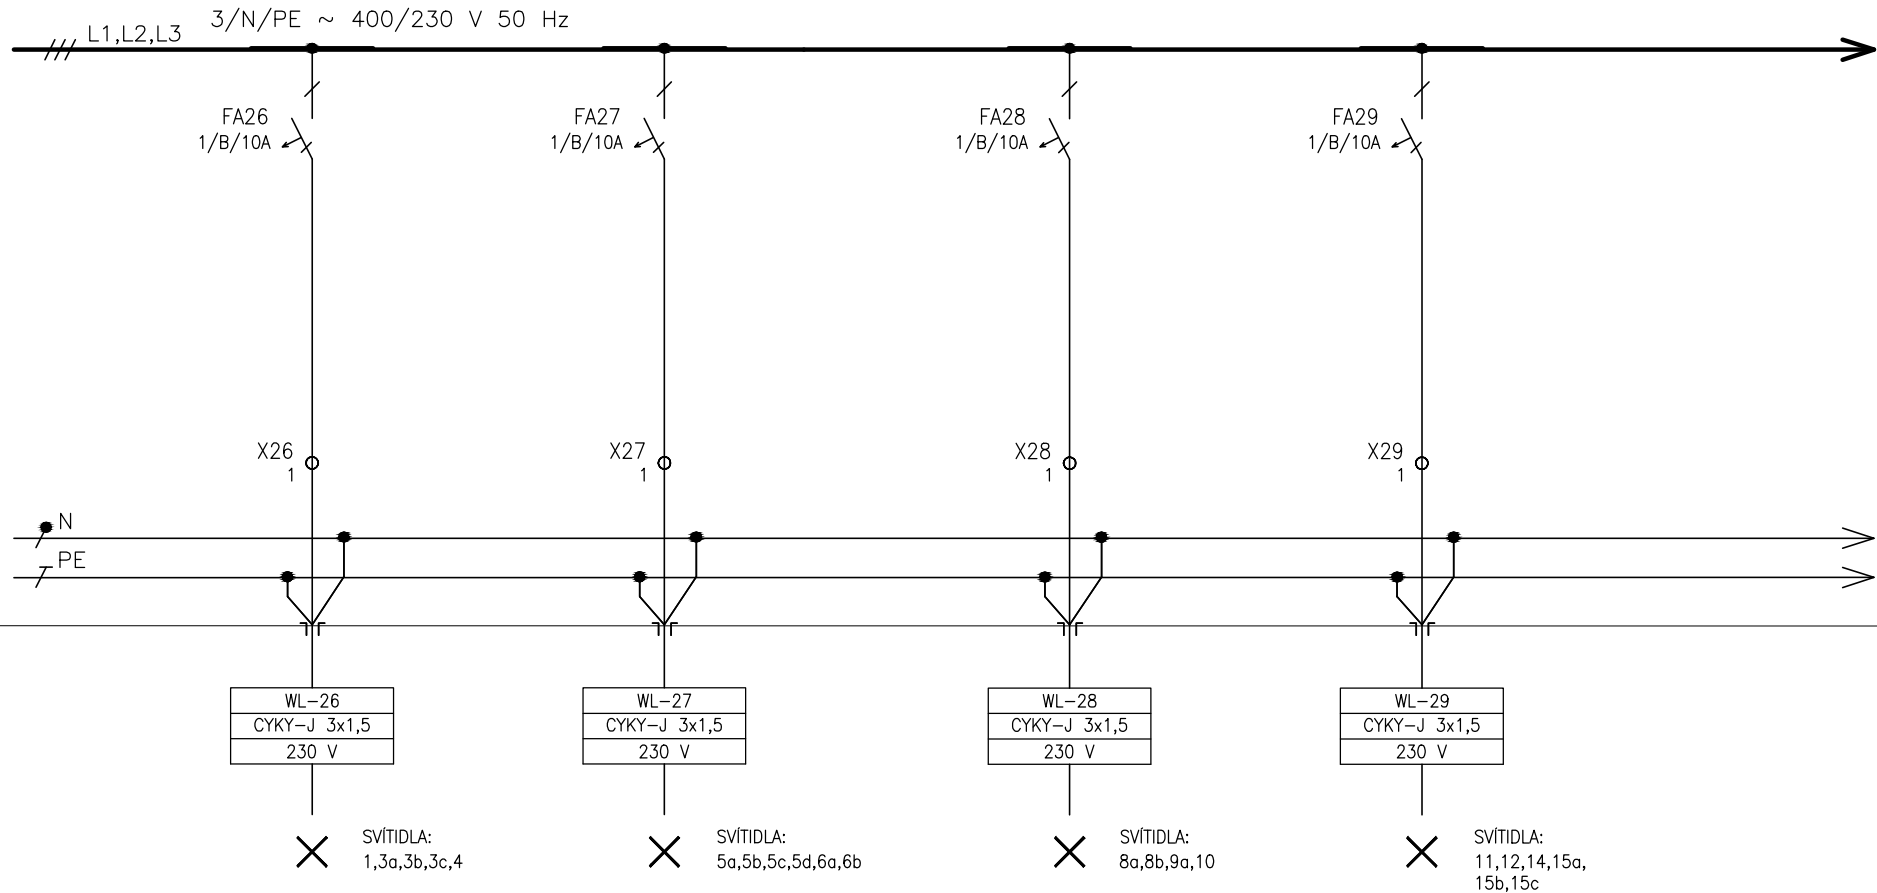 3/N/PE ~ 400/230 V 50 Hz
L1,L2,L3
FA26
1/B/10A
FA27
1/B/10A
FA28
1/B/10A
FA29
1/B/10A
X26
1
X27
1
X28
1
X29
1
N
PE
WL-26
CYKY-J 3x1,5
230 V
WL-27
CYKY-J 3x1,5
230 V
WL-28
CYKY-J 3x1,5
230 V
WL-29
CYKY-J 3x1,5
230 V
SVÍTIDLA:
1,3a,3b,3c,4
SVÍTIDLA:
5a,5b,5c,5d,6a,6b
SVÍTIDLA:
8a,8b,9a,10
SVÍTIDLA:
11,12,14,15a,
15b,15c